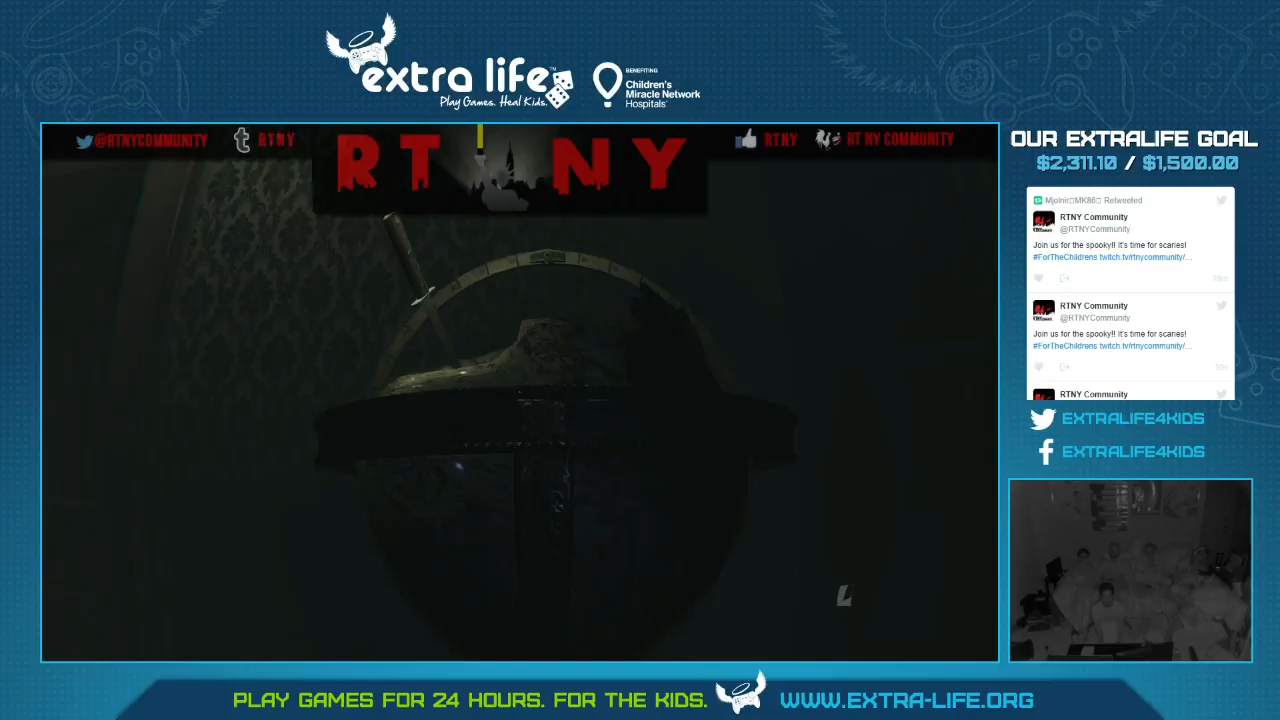 extra life™
Play Games. Heal Kids.
BENEFITING
Children's
Miracle Network
Hospitals
@RTNYCOMMUNITY
RTNY
RT NY
RTNY
RT NY COMMUNITY
OUR EXTRALIFE GOAL
$2,311.10 / $1,500.00
Mjolnir▯MK86▯ Retweeted
RTNY Community
@RTNYCommunity
Join us for the spooky!! It's time for scaries!
#ForTheChildrens twitch.tv/rtnycommunity/…
RTNY Community
@RTNYCommunity
Join us for the spooky!! It's time for scaries!
#ForTheChildrens twitch.tv/rtnycommunity/…
RTNY Community
EXTRALIFE4KIDS
EXTRALIFE4KIDS
L
PLAY GAMES FOR 24 HOURS. FOR THE KIDS.
WWW.EXTRA-LIFE.ORG